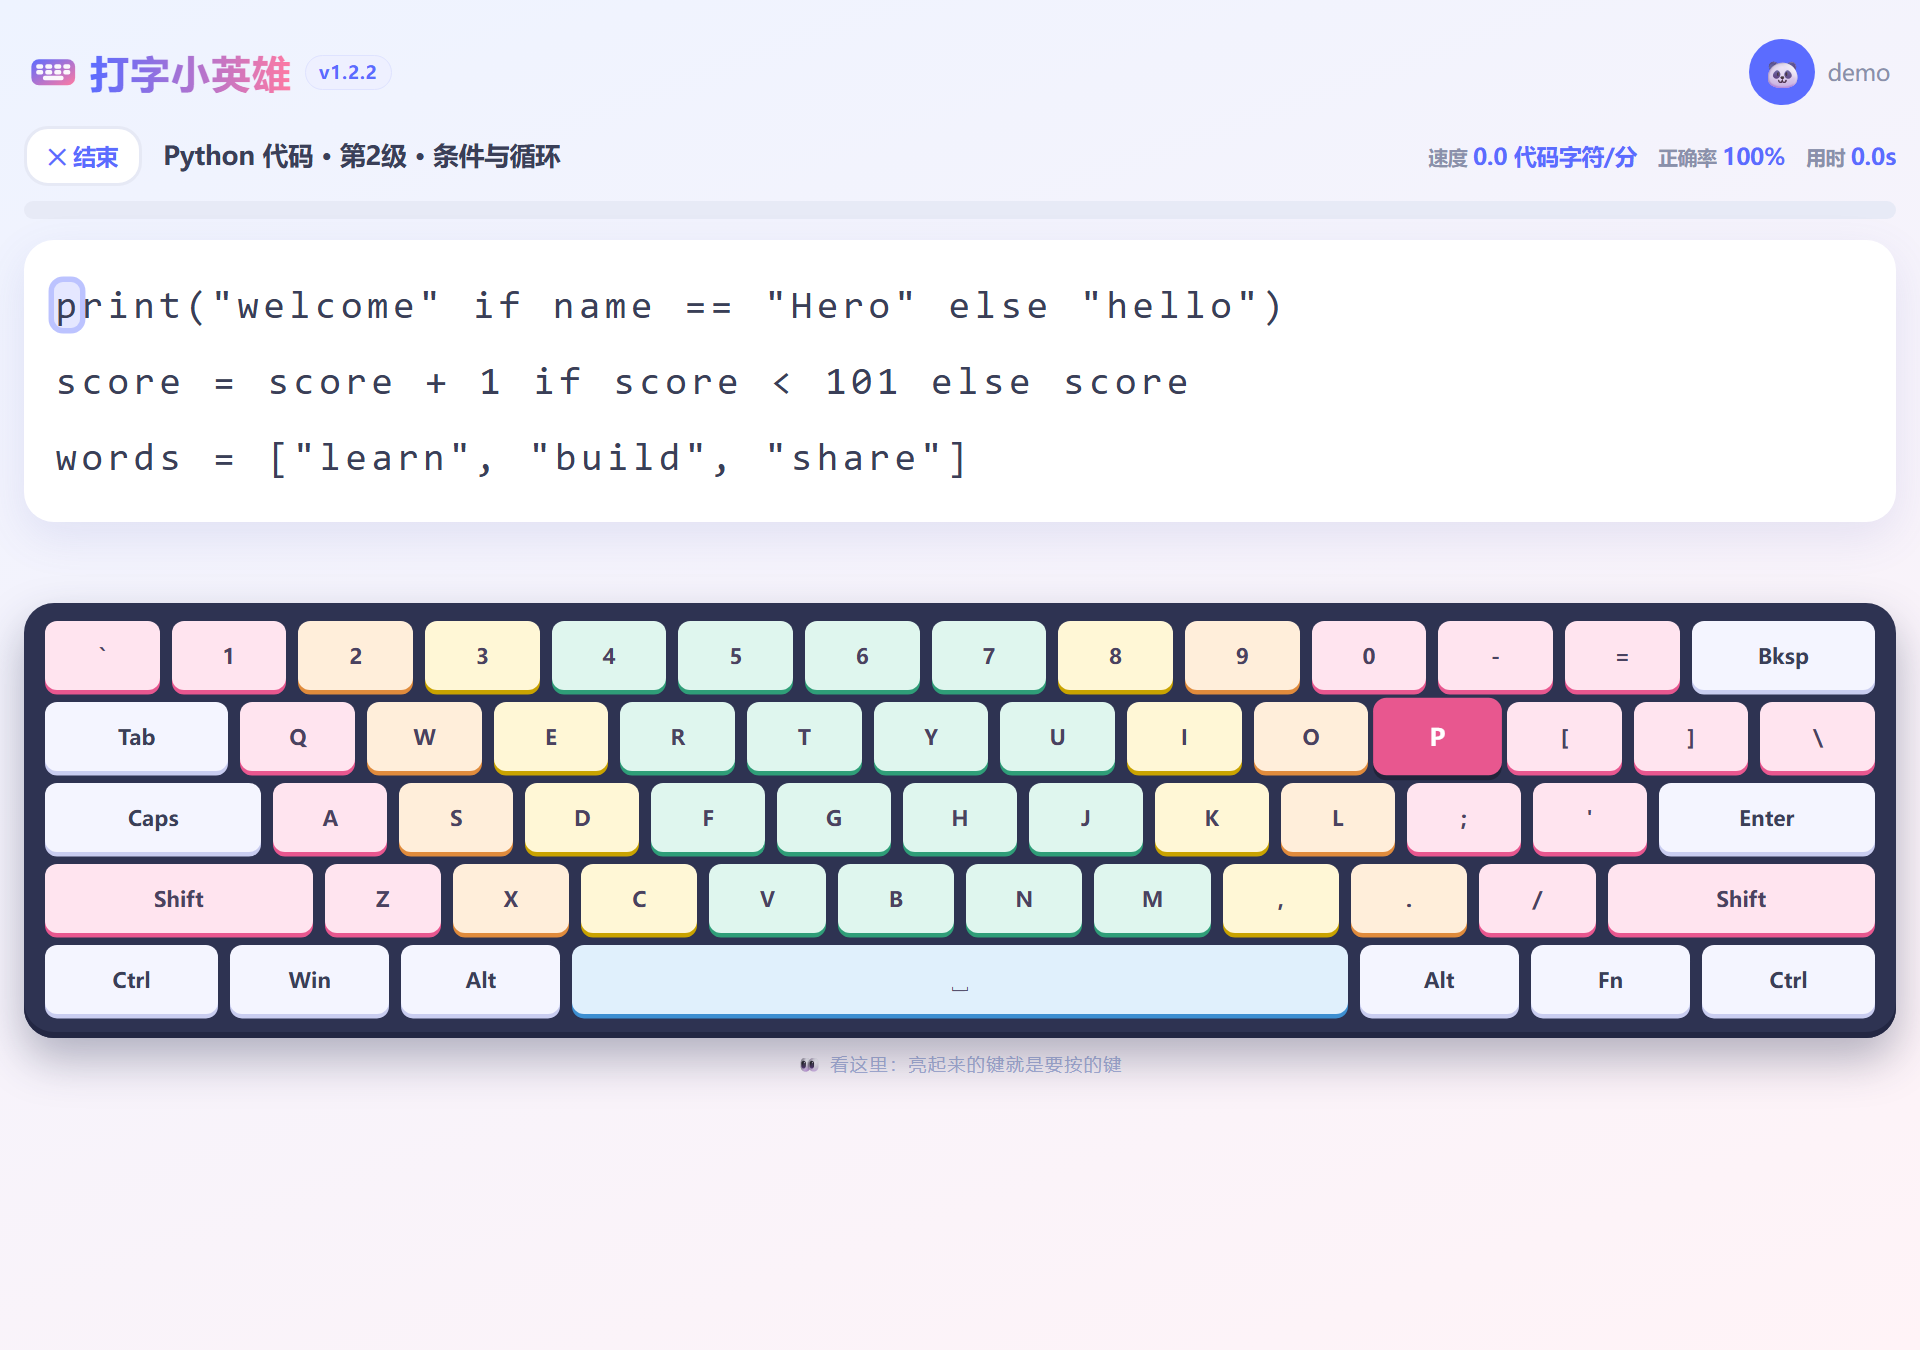 打字小英雄 v1.2.2
demo
结束
Python 代码 • 第2级 • 条件与循环
速度 0.0 代码字符/分 正确率 100% 用时 0.0s
print("welcome" if name == "Hero" else "hello")
score = score + 1 if score < 101 else score
words = ["learn", "build", "share"]
` 1 2 3 4 5 6 7 8 9 0 - = Bksp
Tab Q W E R T Y U I O P [ ] \
Caps A S D F G H J K L ; ' Enter
Shift Z X C V B N M , . / Shift
Ctrl Win Alt ⎵ Alt Fn Ctrl
看这里：亮起来的键就是要按的键